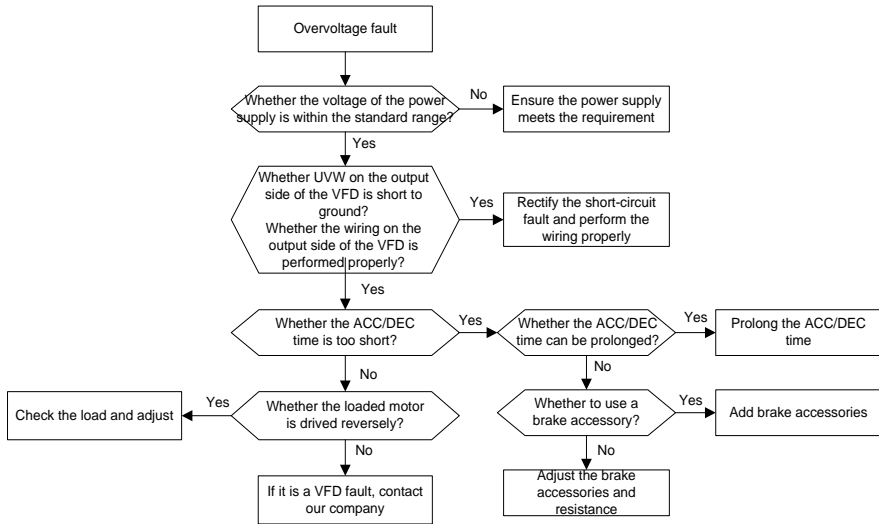 Overvoltage fault
Whether the voltage of the power
supply is within the standard range?
No
Ensure the power supply
meets the requirement
Yes
Whether UVW on the output
side of the VFD is short to
ground?
Whether the wiring on the
output side of the VFD is
performed properly?
Yes
Rectify the short-circuit
fault and perform the
wiring properly
Yes
Whether the ACC/DEC
time is too short?
Yes
Whether the ACC/DEC
time can be prolonged?
Yes
Prolong the ACC/DEC
time
No
No
Check the load and adjust
Yes
Whether the loaded motor
is drived reversely?
Whether to use a
brake accessory?
Yes
Add brake accessories
No
No
If it is a VFD fault, contact
our company
Adjust the brake
accessories and
resistance